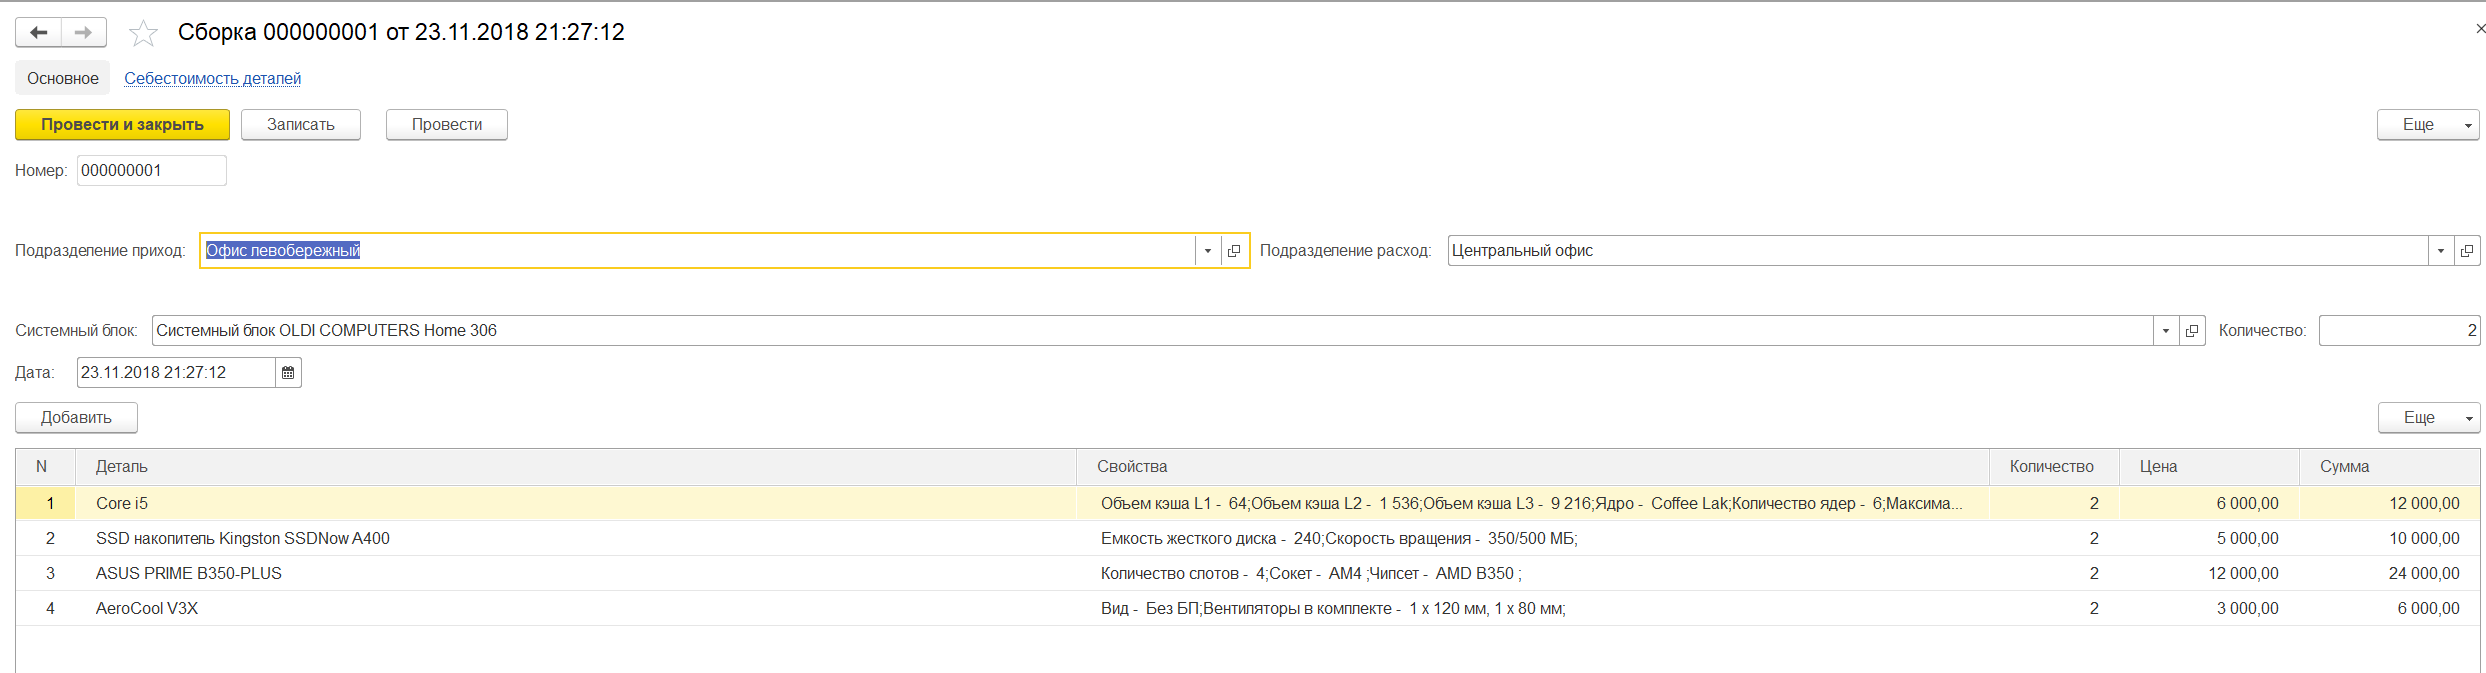 Сборка 000000001 от 23.11.2018 21:27:12
Основное Себестоимость деталей
Провести и закрыть Записать Провести Еще
Номер: 000000001
Подразделение приход: Офис левобережный Подразделение расход: Центральный офис
Системный блок: Системный блок OLDI COMPUTERS Home 306 Количество: 2
Дата: 23.11.2018 21:27:12
Добавить Еще
N Деталь Свойства Количество Цена Сумма
1 Core i5 Объем кэша L1 - 64;Объем кэша L2 - 1 536;Объем кэша L3 - 9 216;Ядро - Coffee Lak;Количество ядер - 6;Максима... 2 6 000,00 12 000,00
2 SSD накопитель Kingston SSDNow A400 Емкость жесткого диска - 240;Скорость вращения - 350/500 МБ; 2 5 000,00 10 000,00
3 ASUS PRIME B350-PLUS Количество слотов - 4;Сокет - AM4 ;Чипсет - AMD B350 ; 2 12 000,00 24 000,00
4 AeroCool V3X Вид - Без БП;Вентиляторы в комплекте - 1 x 120 мм, 1 x 80 мм; 2 3 000,00 6 000,00